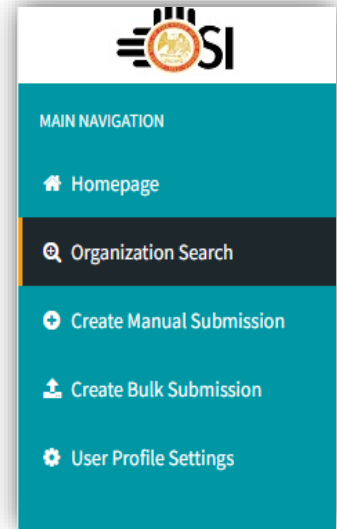 OSI
MAIN NAVIGATION
Homepage
Organization Search
Create Manual Submission
Create Bulk Submission
User Profile Settings